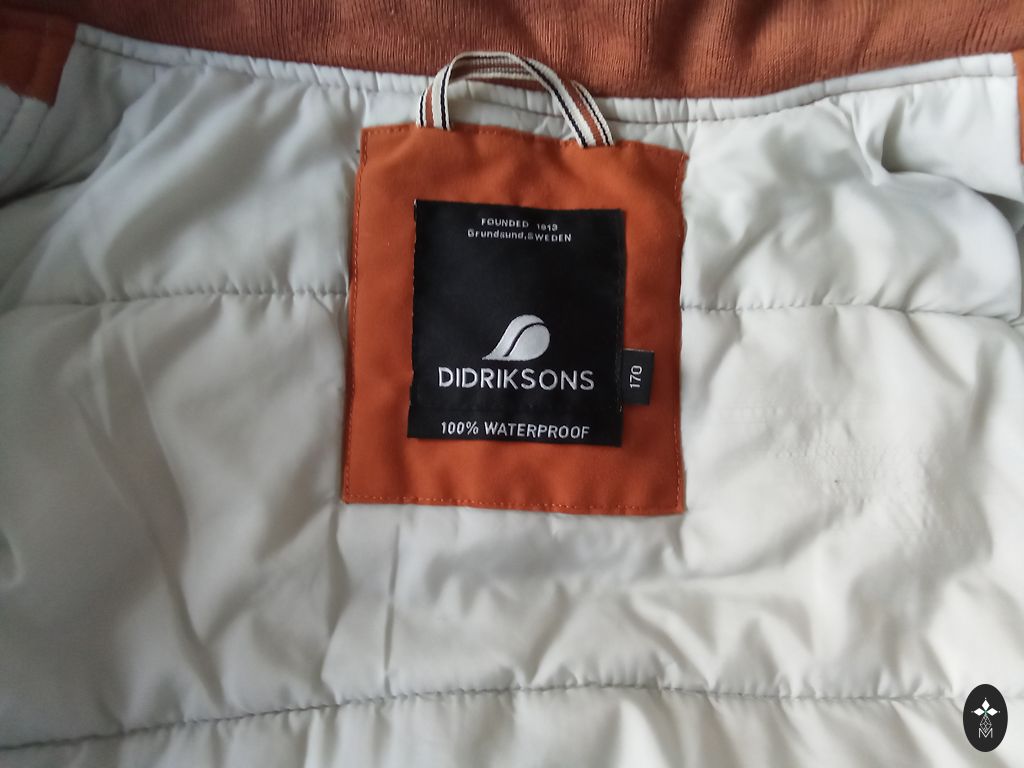 FOUNDED 1913
Grundsund.SWEDEN
DIDRIKSONS
170
100% WATERPROOF
M